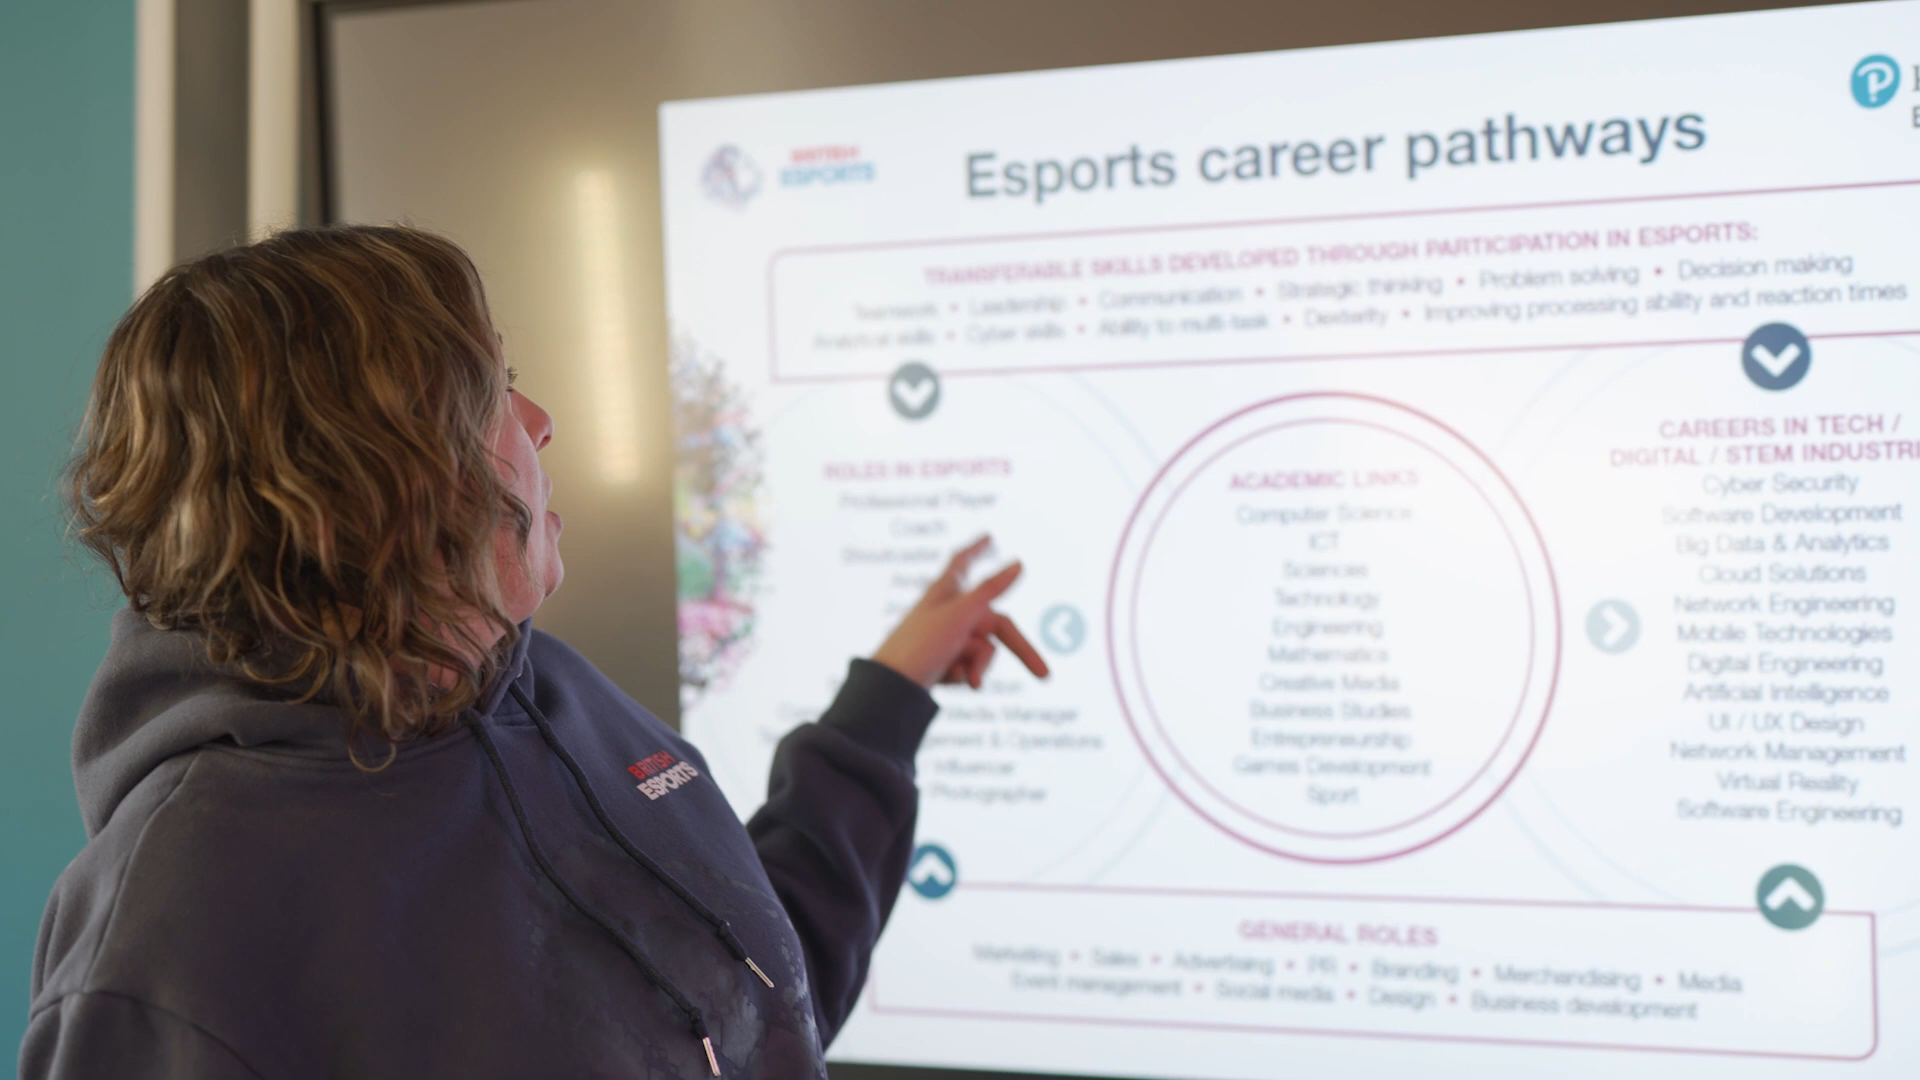 BRITISH
ESPORTS
Esports career pathways
P
TRANSFERABLE SKILLS DEVELOPED THROUGH PARTICIPATION IN ESPORTS:
Teamwork • Leadership • Communication • Strategic thinking • Problem solving • Decision making
Analytical skills • Cyber skills • Ability to multi-task • Dexterity • Improving processing ability and reaction times
ROLES IN ESPORTS
Professional Player
Coach
Shoutcaster
Media Manager
& Operations
Influencer
Photographer
ACADEMIC LINKS
Computer Science
ICT
Sciences
Technology
Engineering
Mathematics
Creative Media
Business Studies
Entrepreneurship
Games Development
Sport
CAREERS IN TECH /
DIGITAL / STEM INDUSTRI
Cyber Security
Software Development
Big Data & Analytics
Cloud Solutions
Network Engineering
Mobile Technologies
Digital Engineering
Artificial Intelligence
UI / UX Design
Network Management
Virtual Reality
Software Engineering
GENERAL ROLES
Marketing • Sales • Advertising • PR • Branding • Merchandising • Media
Event management • Social media • Design • Business development
BRITISH
ESPORTS